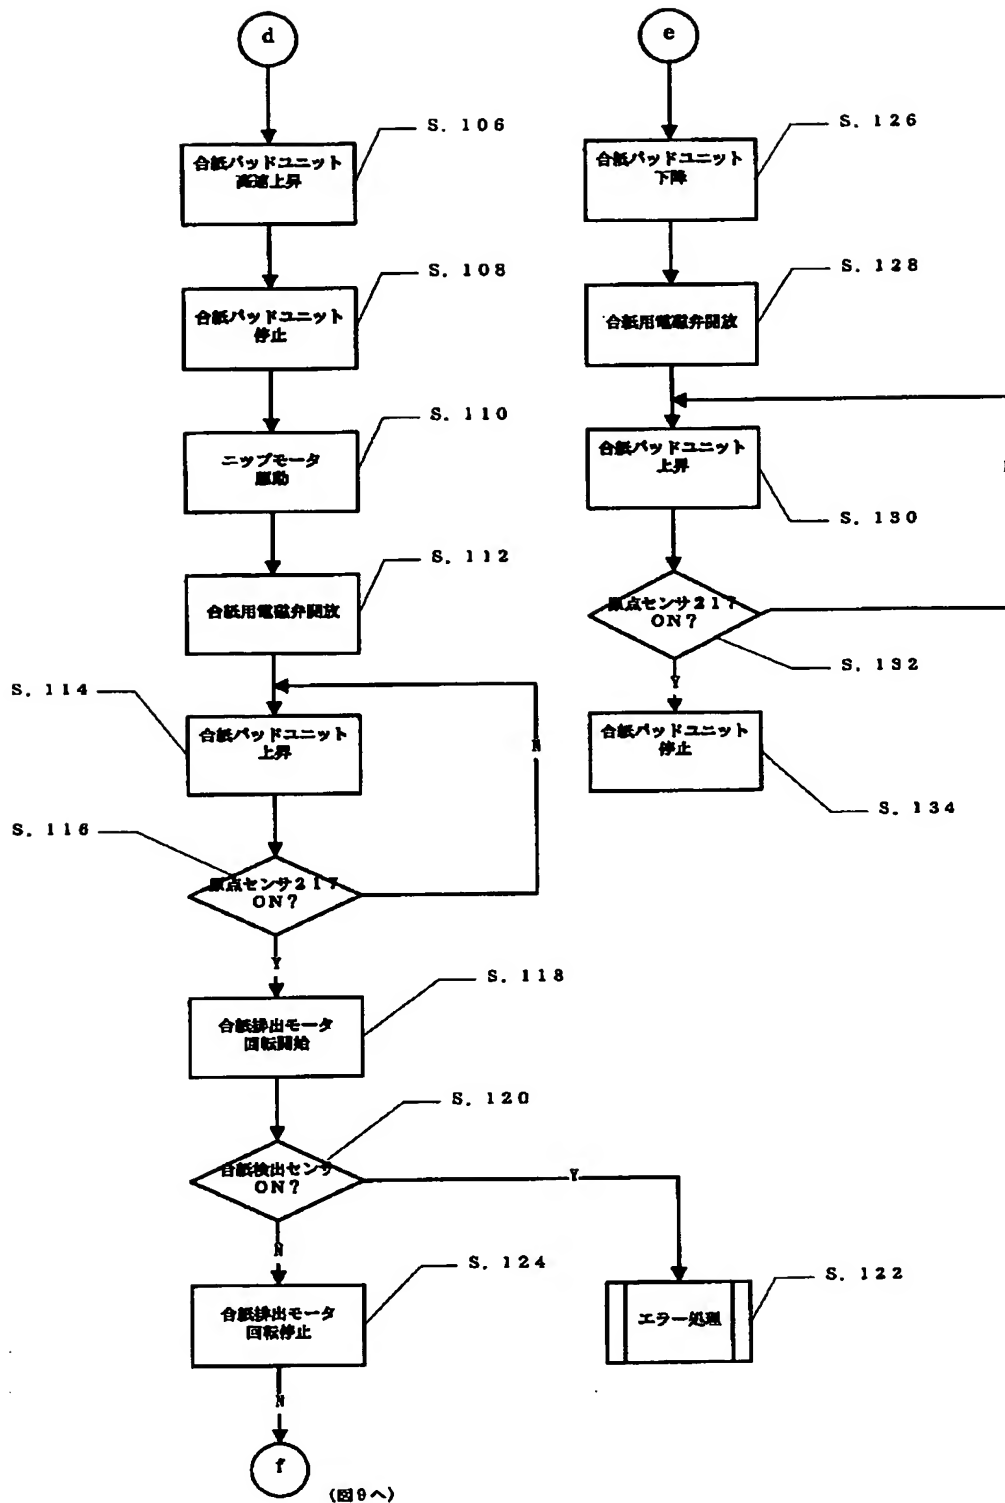 d
S. 106
合紙パッドユニット
高速上昇
S. 108
合紙パッドユニット
停止
S. 110
ニップモータ
駆動
S. 112
合紙用電磁弁開放
S. 114
合紙パッドユニット
上昇
N
S. 116
原点センサ217
ON?
Y
S. 118
合紙排出モータ
回転開始
S. 120
合紙検出センサ
ON?
Y
N
S. 124
合紙排出モータ
回転停止
S. 122
エラー処理
N
f
(図9へ)
e
S. 126
合紙パッドユニット
下降
S. 128
合紙用電磁弁開放
合紙パッドユニット
上昇
S. 130
原点センサ217
ON?
S. 132
Y
合紙パッドユニット
停止
S. 134